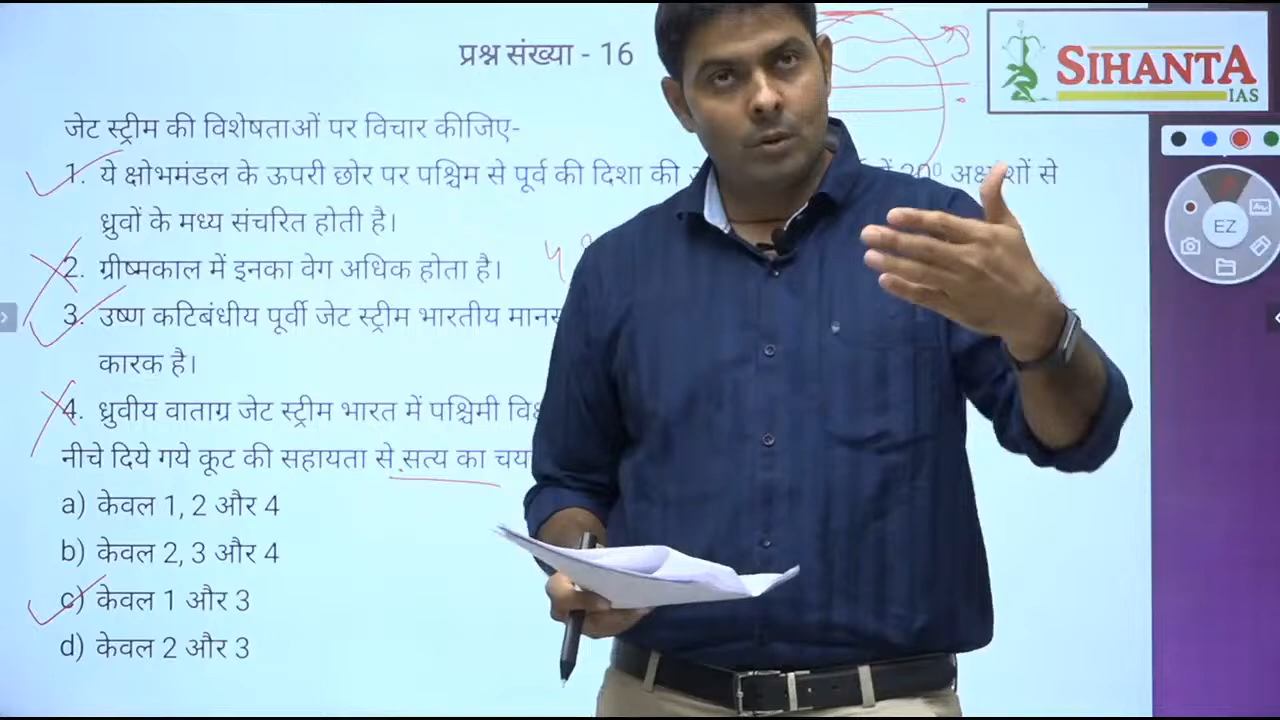 प्रश्न संख्या - 16
SIHANTA
IAS
जेट स्ट्रीम की विशेषताओं पर विचार कीजिए-
1. ये क्षोभमंडल के ऊपरी छोर पर पश्चिम से पूर्व की दिशा की में 20⁰ अक्षांशों से
ध्रुवों के मध्य संचरित होती है।
EZ
2. ग्रीष्मकाल में इनका वेग अधिक होता है।
3. उष्ण कटिबंधीय पूर्वी जेट स्ट्रीम भारतीय
कारक है।
4. ध्रुवीय वाताग्र जेट स्ट्रीम भारत में पश्चिमी
नीचे दिये गये कूट की सहायता से सत्य का
a) केवल 1, 2 और 4
b) केवल 2, 3 और 4
c) केवल 1 और 3
d) केवल 2 और 3